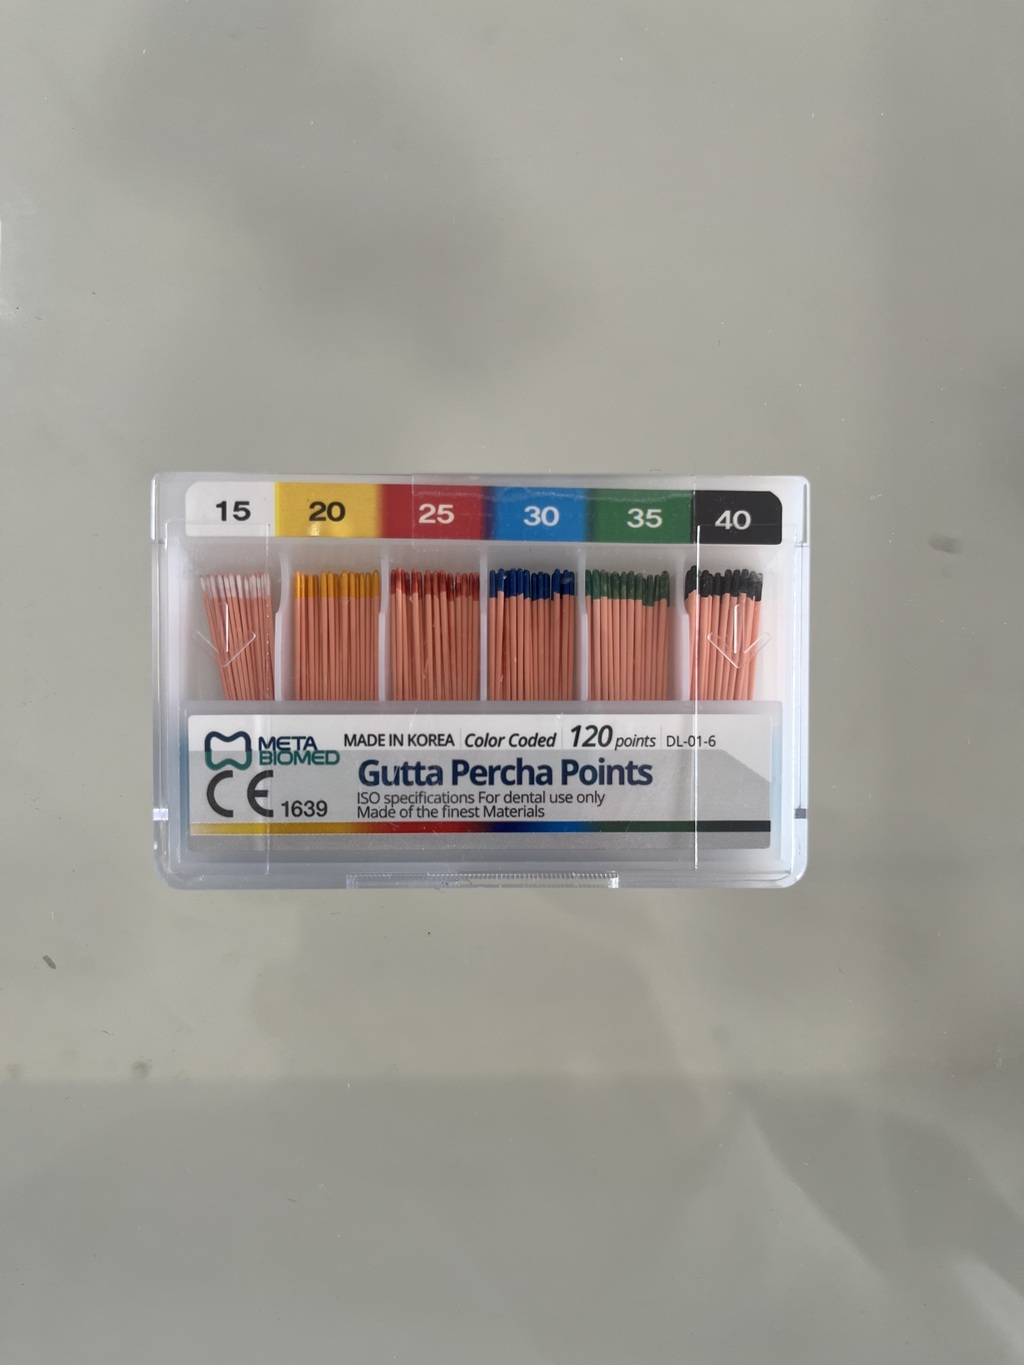 15 20 25 30 35 40
META BIOMED
MADE IN KOREA Color Coded 120 points DL-01-6
Gutta Percha Points
CE 1639
ISO specifications For dental use only
Made of the finest Materials